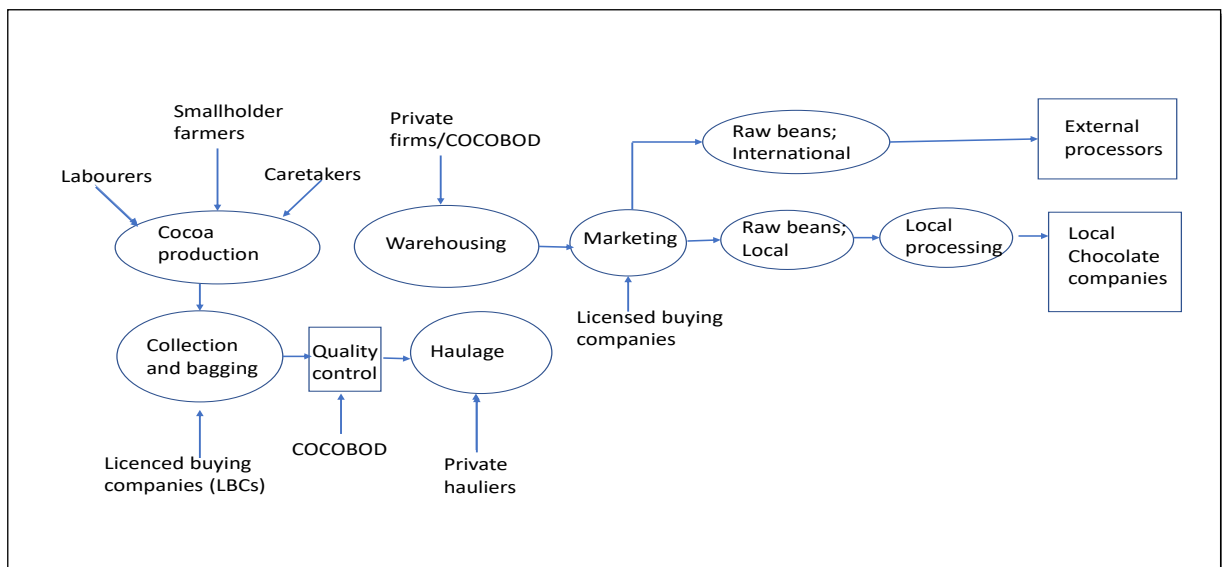 Smallholder
farmers
Private
firms/COCOBOD
Raw beans;
International
External
processors
Labourers
Caretakers
Cocoa
production
Warehousing
Marketing
Raw beans;
Local
Local
processing
Local
Chocolate
companies
Licensed buying
companies
Collection
and bagging
Quality
control
Haulage
COCOBOD
Licenced buying
companies (LBCs)
Private
hauliers